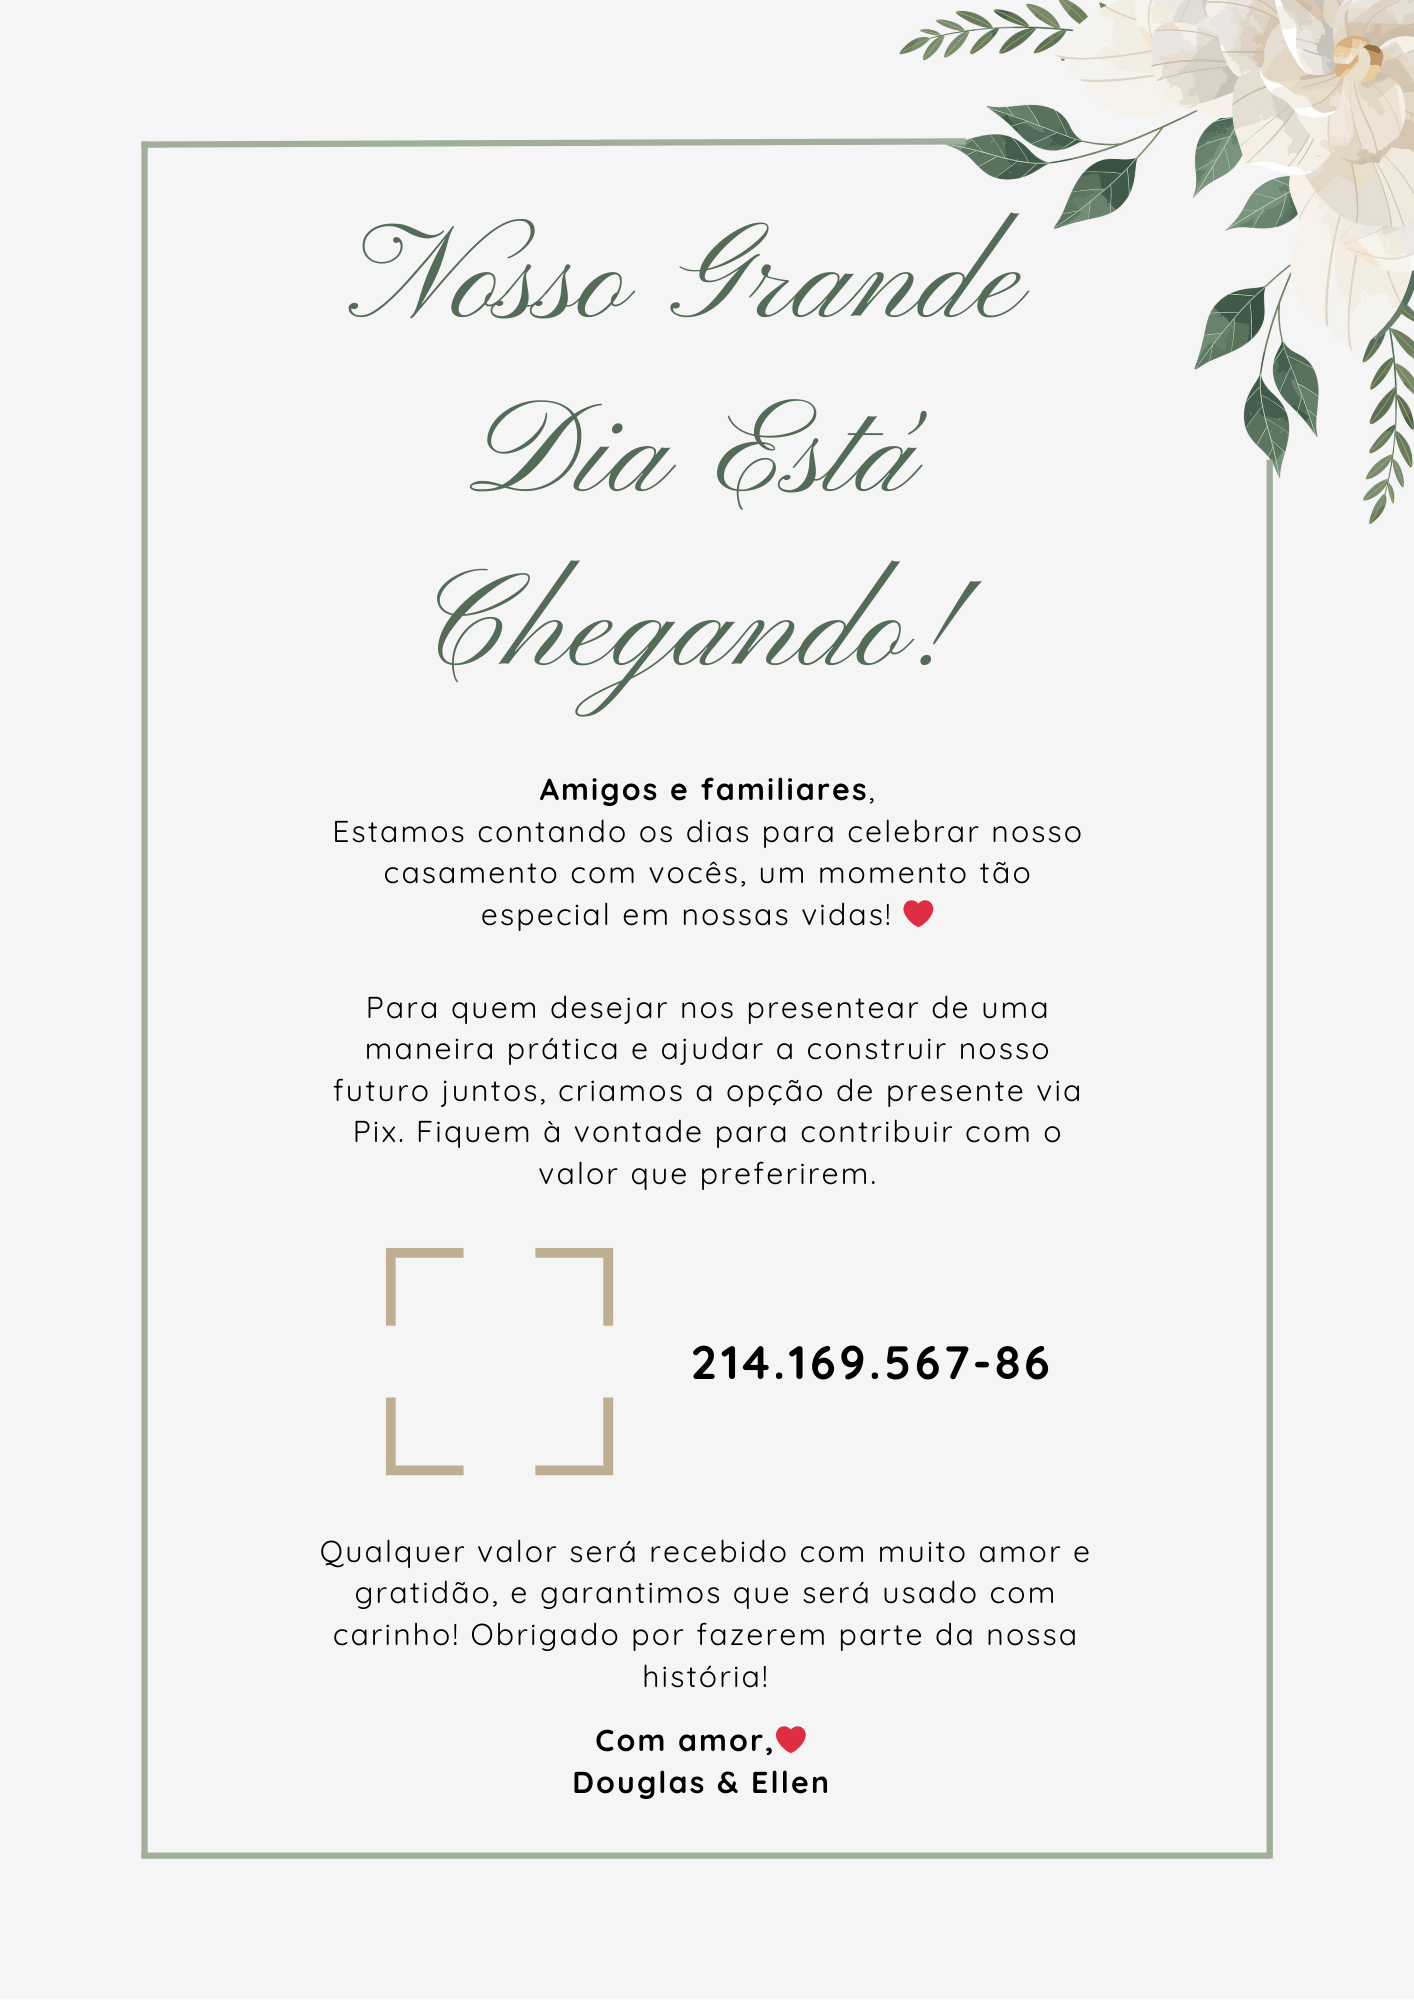 Nosso Grande
Dia Está
Chegando!
Amigos e familiares,
Estamos contando os dias para celebrar nosso
casamento com vocês, um momento tão
especial em nossas vidas! ❤️
Para quem desejar nos presentear de uma
maneira prática e ajudar a construir nosso
futuro juntos, criamos a opção de presente via
Pix. Fiquem à vontade para contribuir com o
valor que preferirem.
214.169.567-86
Qualquer valor será recebido com muito amor e
gratidão, e garantimos que será usado com
carinho! Obrigado por fazerem parte da nossa
história!
Com amor,❤️
Douglas & Ellen